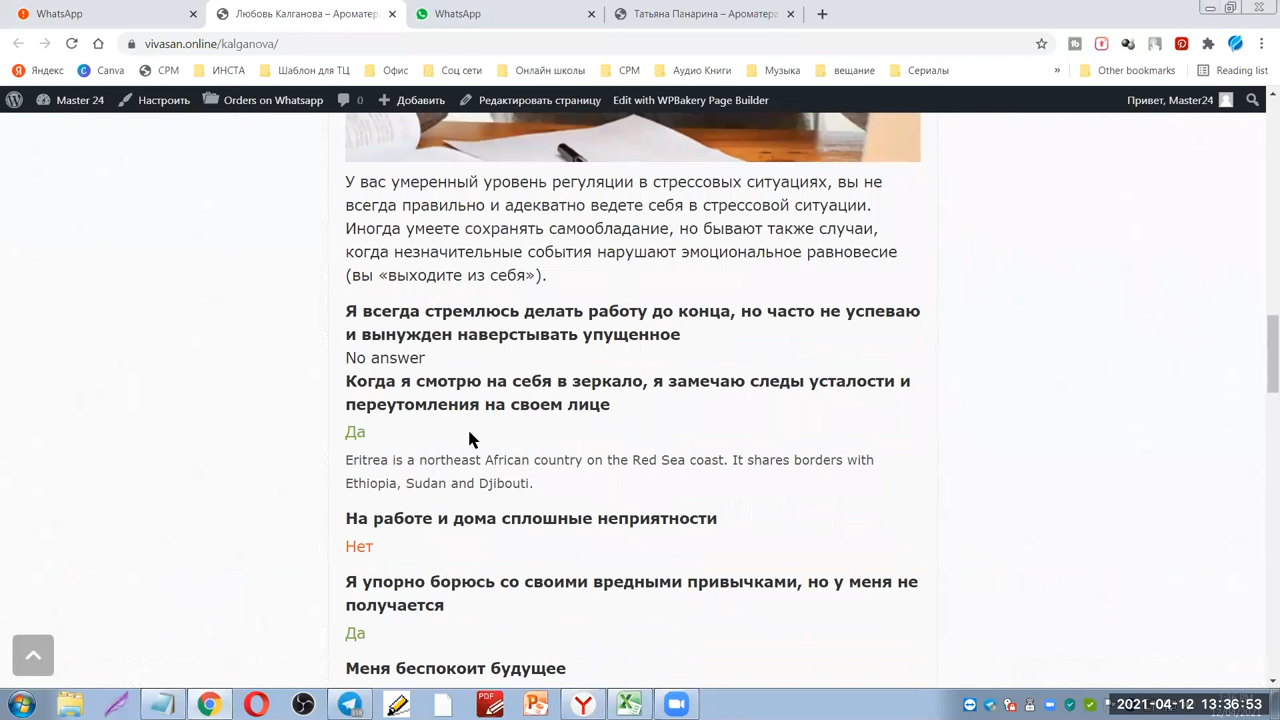 WhatsApp
Любовь Калганова – Ароматер
WhatsApp
Татьяна Панарина – Ароматера
vivasan.online/kalganova/
Яндекс Canva СРМ ИНСТА Шаблон для ТЦ Офис Соц сети Онлайн школы СРМ Аудио Книги Музыка вещание Сериалы » Other bookmarks Reading list
Master 24 Настроить Orders on Whatsapp 0 Добавить Редактировать страницу Edit with WPBakery Page Builder Привет, Master24
У вас умеренный уровень регуляции в стрессовых ситуациях, вы не
всегда правильно и адекватно ведете себя в стрессовой ситуации.
Иногда умеете сохранять самообладание, но бывают также случаи,
когда незначительные события нарушают эмоциональное равновесие
(вы «выходите из себя»).
Я всегда стремлюсь делать работу до конца, но часто не успеваю
и вынужден наверстывать упущенное
No answer
Когда я смотрю на себя в зеркало, я замечаю следы усталости и
переутомления на своем лице
Да
Eritrea is a northeast African country on the Red Sea coast. It shares borders with
Ethiopia, Sudan and Djibouti.
На работе и дома сплошные неприятности
Нет
Я упорно борюсь со своими вредными привычками, но у меня не
получается
Да
Меня беспокоит будущее
PDF
2021-04-12 13:36:53